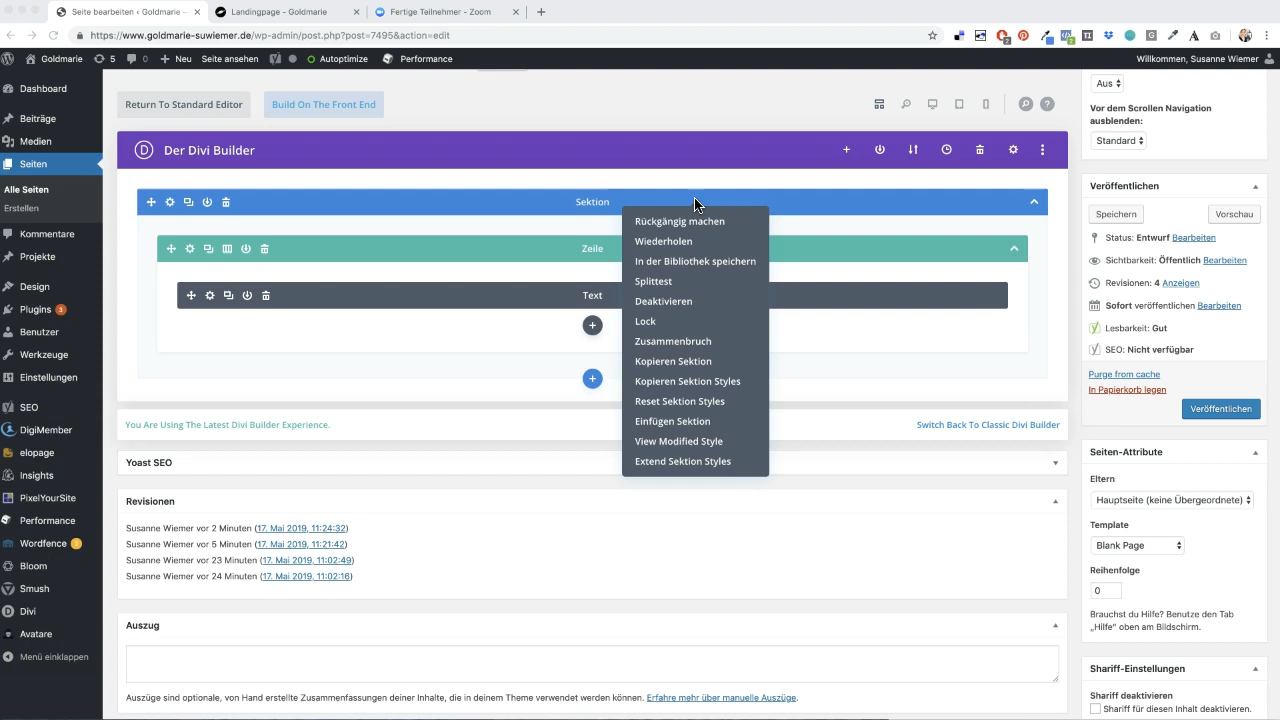 Seite bearbeiten ‹ Goldmarie –
Landingpage - Goldmarie
Fertige Teilnehmer - Zoom
https://www.goldmarie-suwiemer.de/wp-admin/post.php?post=7495&action=edit
Goldmarie
5
0
Neu
Seite ansehen
Autoptimize
Performance
Willkommen, Susanne Wiemer
Dashboard
Beiträge
Medien
Seiten
Alle Seiten
Erstellen
Kommentare
Projekte
Design
Plugins 3
Benutzer
Werkzeuge
Einstellungen
SEO
DigiMember
elopage
Insights
PixelYourSite
Performance
Wordfence 2
Bloom
Smush
Divi
Avatare
Menü einklappen
Return To Standard Editor
Build On The Front End
Der Divi Builder
Sektion
Zeile
Text
Rückgängig machen
Wiederholen
In der Bibliothek speichern
Splittest
Deaktivieren
Lock
Zusammenbruch
Kopieren Sektion
Kopieren Sektion Styles
Reset Sektion Styles
Einfügen Sektion
View Modified Style
Extend Sektion Styles
You Are Using The Latest Divi Builder Experience.
Switch Back To Classic Divi Builder
Yoast SEO
Revisionen
Susanne Wiemer vor 2 Minuten (17. Mai 2019, 11:24:32)
Susanne Wiemer vor 5 Minuten (17. Mai 2019, 11:21:42)
Susanne Wiemer vor 23 Minuten (17. Mai 2019, 11:02:49)
Susanne Wiemer vor 24 Minuten (17. Mai 2019, 11:02:16)
Auszug
Auszüge sind optionale, von Hand erstellte Zusammenfassungen deiner Inhalte, die in deinem Theme verwendet werden können. Erfahre mehr über manuelle Auszüge.
Aus
Vor dem Scrollen Navigation
ausblenden:
Standard
Veröffentlichen
Speichern
Vorschau
Status: Entwurf Bearbeiten
Sichtbarkeit: Öffentlich Bearbeiten
Revisionen: 4 Anzeigen
Sofort veröffentlichen Bearbeiten
Lesbarkeit: Gut
SEO: Nicht verfügbar
Purge from cache
In Papierkorb legen
Veröffentlichen
Seiten-Attribute
Eltern
Hauptseite (keine Übergeordnete)
Template
Blank Page
Reihenfolge
0
Brauchst du Hilfe? Benutze den Tab
„Hilfe“ oben am Bildschirm.
Shariff-Einstellungen
Shariff deaktivieren
Shariff für diesen Inhalt deaktivieren.